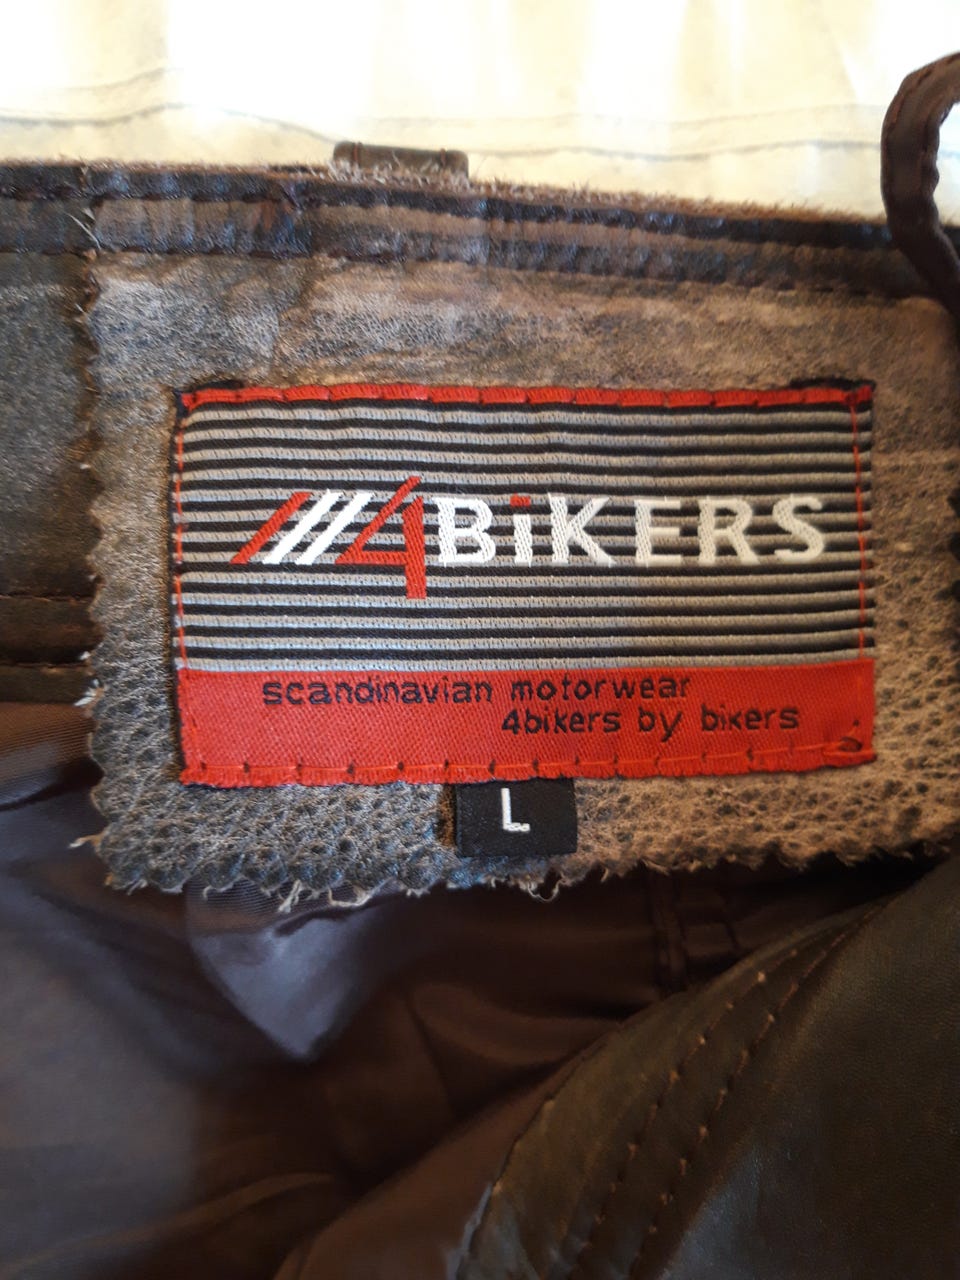 4BiKERS
scandinavian motorwear
4bikers by bikers
L